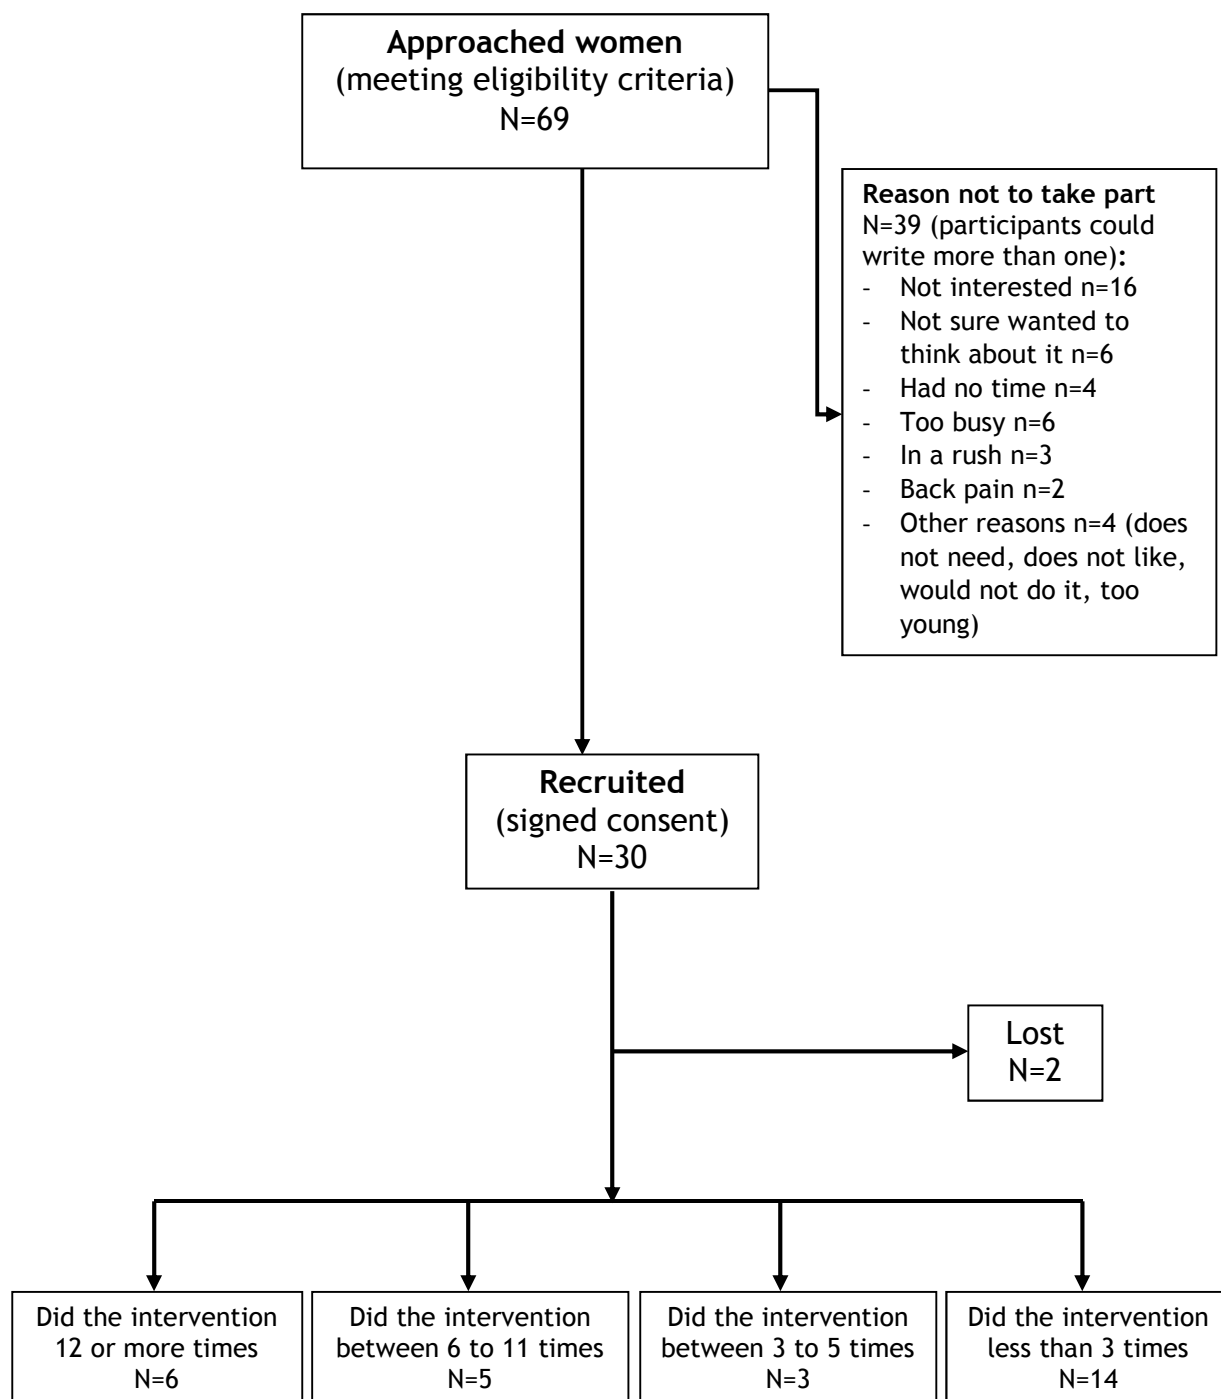 Approached women
(meeting eligibility criteria)
N=69
Reason not to take part
N=39 (participants could
write more than one):
- Not interested n=16
- Not sure wanted to
think about it n=6
- Had no time n=4
- Too busy n=6
- In a rush n=3
- Back pain n=2
- Other reasons n=4 (does
not need, does not like,
would not do it, too
young)
Recruited
(signed consent)
N=30
Lost
N=2
Did the intervention
12 or more times
N=6
Did the intervention
between 6 to 11 times
N=5
Did the intervention
between 3 to 5 times
N=3
Did the intervention
less than 3 times
N=14